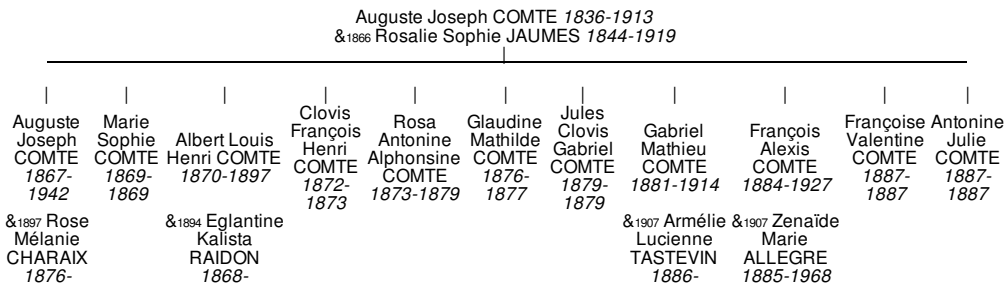 Auguste Joseph COMTE 1836-1913
&1866 Rosalie Sophie JAUMES 1844-1919
Auguste
Joseph
COMTE
1867-
1942
&1897 Rose
Mélanie
CHARAIX
1876-
Marie
Sophie
COMTE
1869-
1869
Albert Louis
Henri COMTE
1870-1897
&1894 Eglantine
Kalista
RAIDON
1868-
Clovis
François
Henri
COMTE
1872-
1873
Rosa
Antonine
Alphonsine
COMTE
1873-1879
Glaudine
Mathilde
COMTE
1876-
1877
Jules
Clovis
Gabriel
COMTE
1879-
1879
Gabriel
Mathieu
COMTE
1881-1914
&1907 Armélie
Lucienne
TASTEVIN
1886-
François
Alexis
COMTE
1884-1927
&1907 Zenaïde
Marie
ALLEGRE
1885-1968
Françoise
Valentine
COMTE
1887-
1887
Antonine
Julie
COMTE
1887-
1887